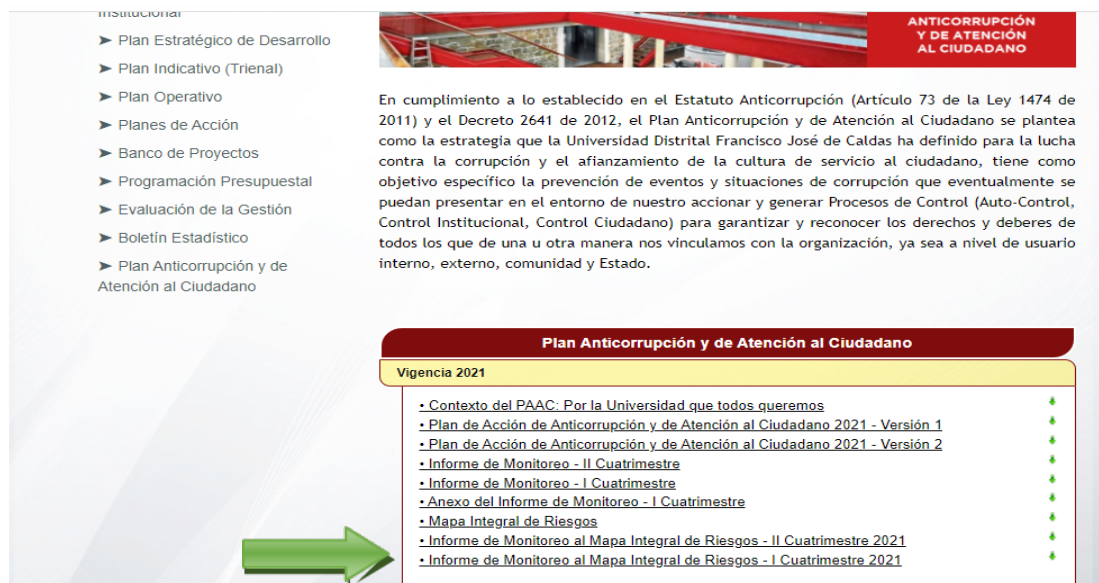 Institucional
➤ Plan Estratégico de Desarrollo
➤ Plan Indicativo (Trienal)
➤ Plan Operativo
➤ Planes de Acción
➤ Banco de Proyectos
➤ Programación Presupuestal
➤ Evaluación de la Gestión
➤ Boletín Estadístico
➤ Plan Anticorrupción y de
Atención al Ciudadano
ANTICORRUPCIÓN
Y DE ATENCIÓN
AL CIUDADANO
En cumplimiento a lo establecido en el Estatuto Anticorrupción (Artículo 73 de la Ley 1474 de
2011) y el Decreto 2641 de 2012, el Plan Anticorrupción y de Atención al Ciudadano se plantea
como la estrategia que la Universidad Distrital Francisco José de Caldas ha definido para la lucha
contra la corrupción y el afianzamiento de la cultura de servicio al ciudadano, tiene como
objetivo específico la prevención de eventos y situaciones de corrupción que eventualmente se
puedan presentar en el entorno de nuestro accionar y generar Procesos de Control (Auto-Control,
Control Institucional, Control Ciudadano) para garantizar y reconocer los derechos y deberes de
todos los que de una u otra manera nos vinculamos con la organización, ya sea a nivel de usuario
interno, externo, comunidad y Estado.
Plan Anticorrupción y de Atención al Ciudadano
Vigencia 2021
• Contexto del PAAC: Por la Universidad que todos queremos
• Plan de Acción de Anticorrupción y de Atención al Ciudadano 2021 - Versión 1
• Plan de Acción de Anticorrupción y de Atención al Ciudadano 2021 - Versión 2
• Informe de Monitoreo - II Cuatrimestre
• Informe de Monitoreo - I Cuatrimestre
• Anexo del Informe de Monitoreo - I Cuatrimestre
• Mapa Integral de Riesgos
• Informe de Monitoreo al Mapa Integral de Riesgos - II Cuatrimestre 2021
• Informe de Monitoreo al Mapa Integral de Riesgos - I Cuatrimestre 2021